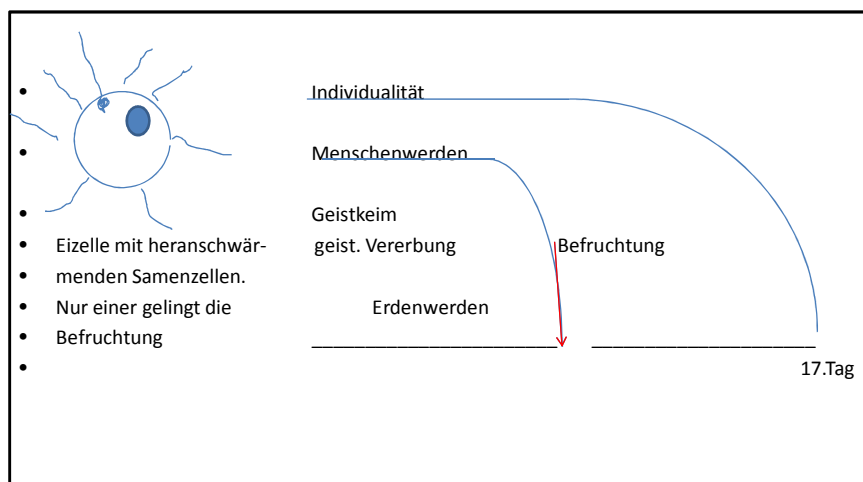 Individualität
Menschenwerden
Geistkeim
Eizelle mit heranschwär-
geist. Vererbung
Befruchtung
menden Samenzellen.
Nur einer gelingt die
Erdenwerden
Befruchtung
17.Tag